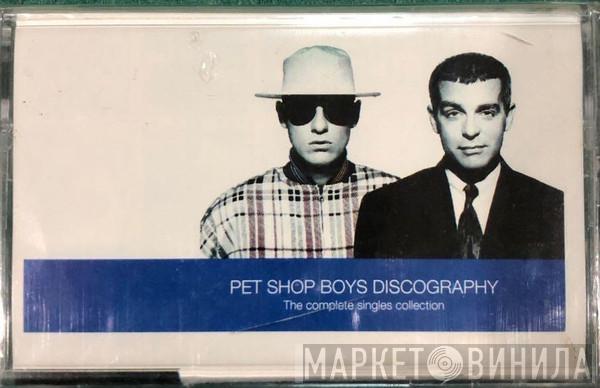 PET SHOP BOYS DISCOGRAPHY
The complete singles collection
МАРКЕТ ВИНИЛА